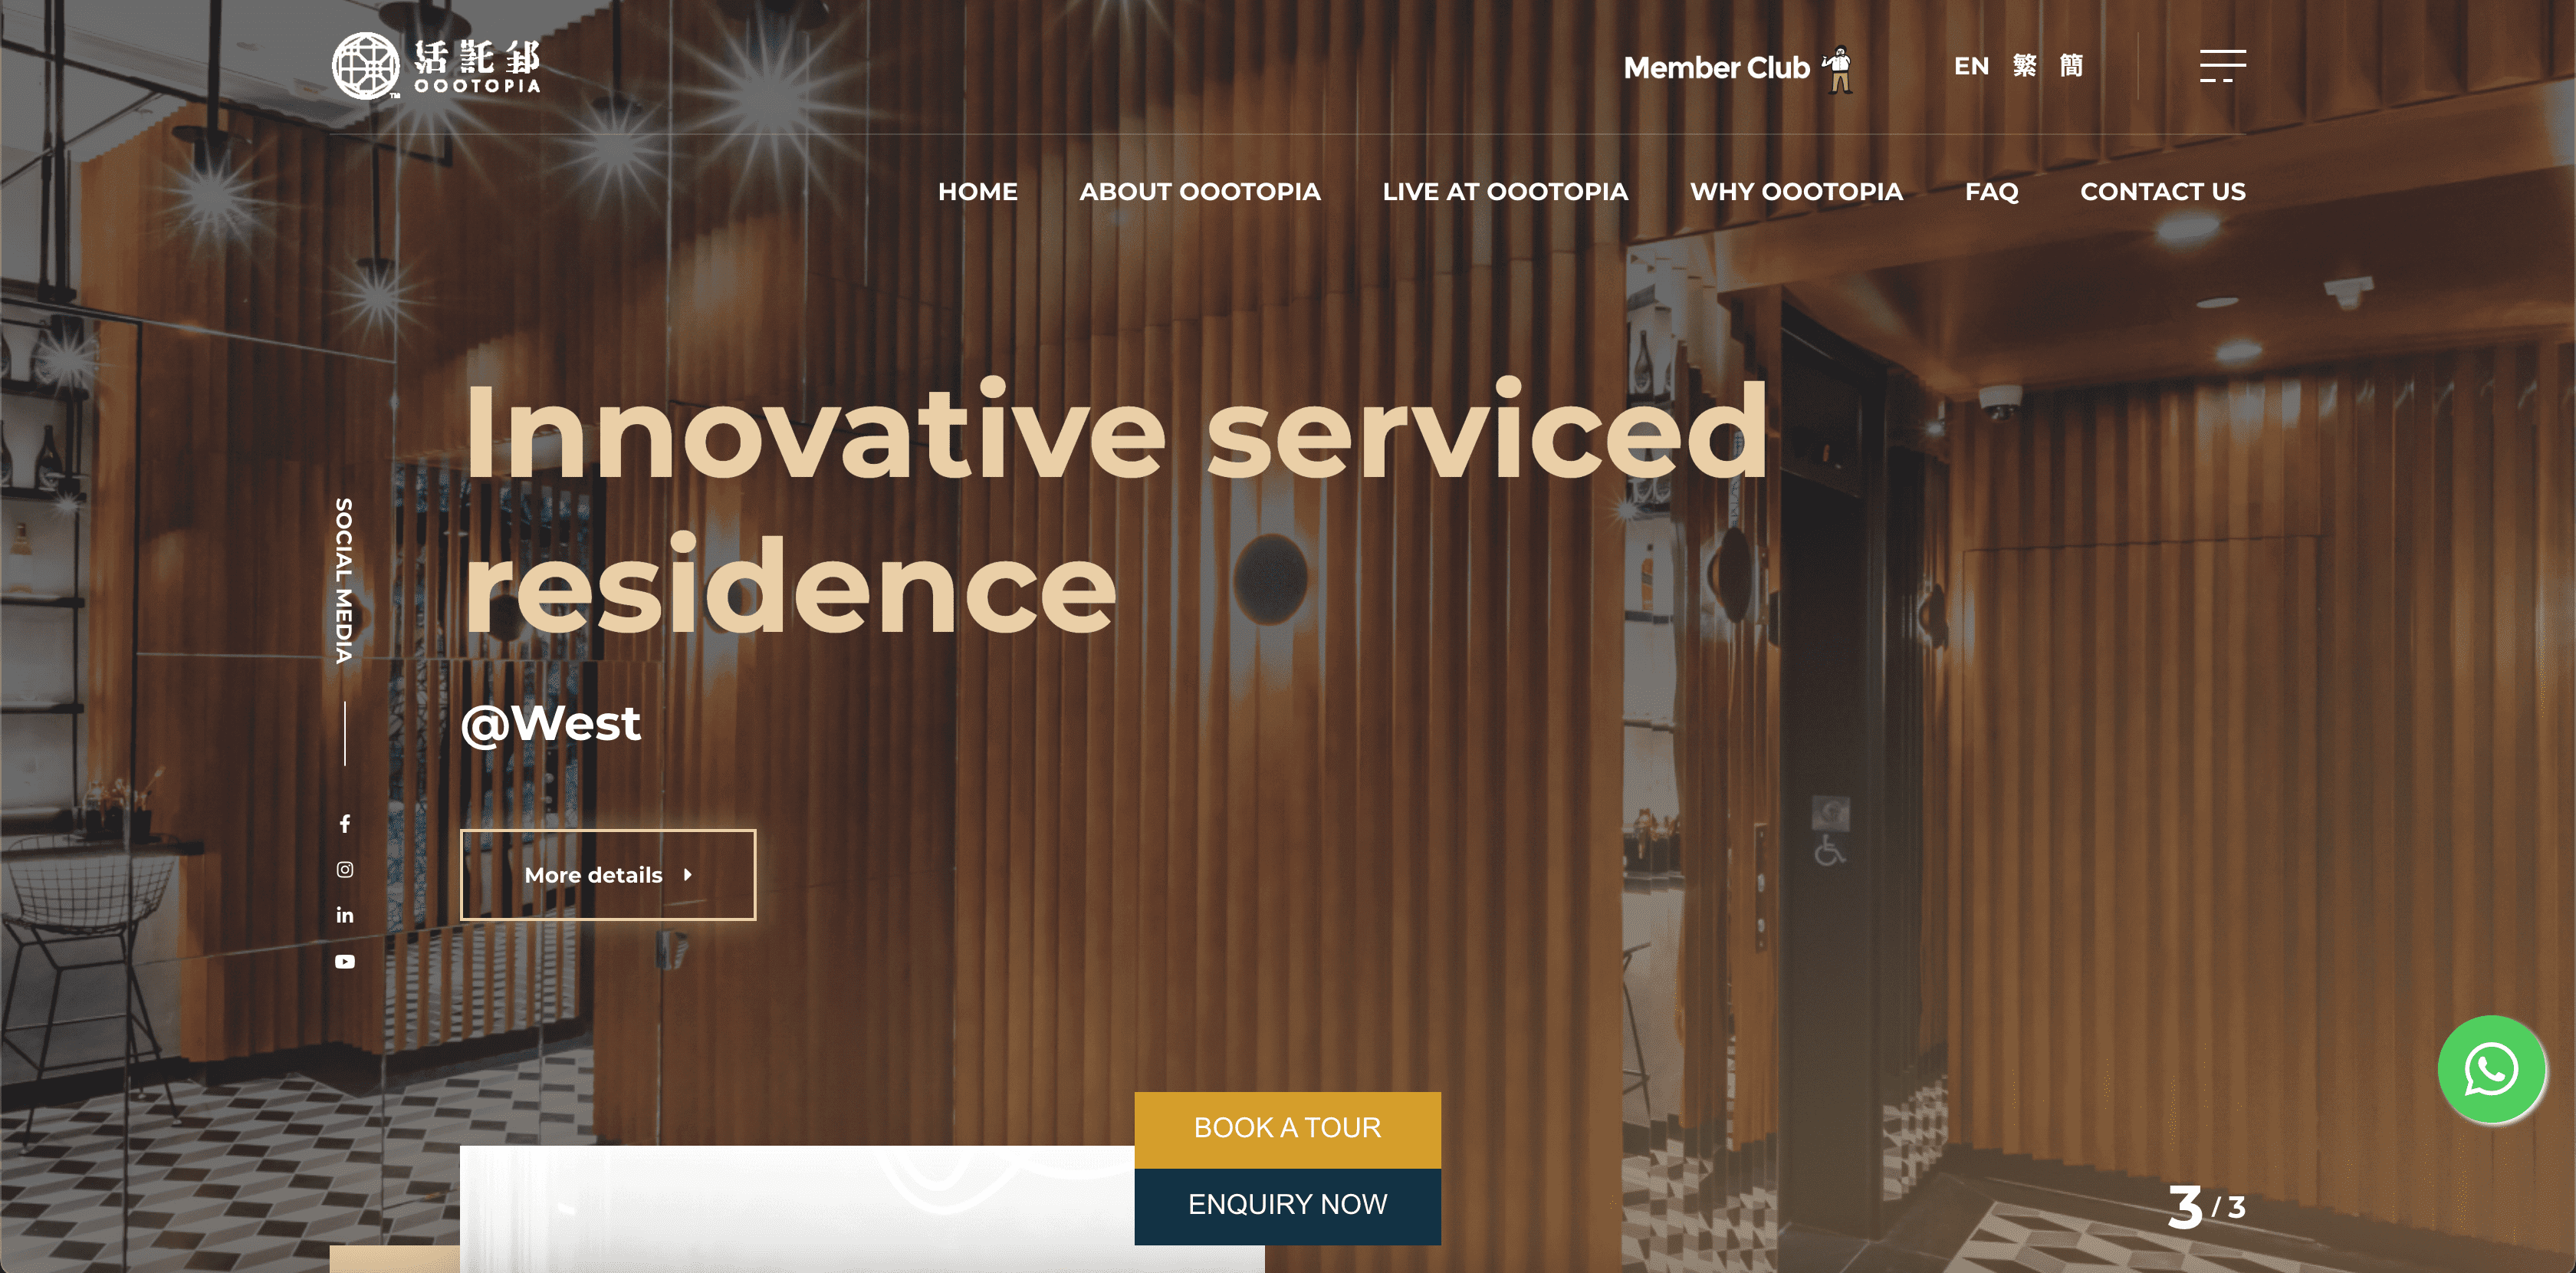 活託邨
OOOTOPIA
TM
Member Club
EN 繁 簡
HOME ABOUT OOOTOPIA LIVE AT OOOTOPIA WHY OOOTOPIA FAQ CONTACT US
Innovative serviced
residence
@West
SOCIAL MEDIA
More details
BOOK A TOUR
ENQUIRY NOW
3 / 3